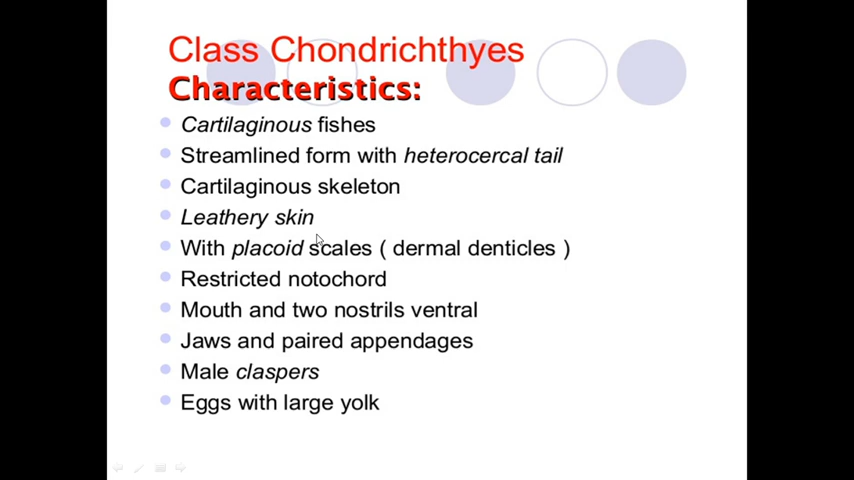 Class Chondrichthyes
Characteristics:
Cartilaginous fishes
Streamlined form with heterocercal tail
Cartilaginous skeleton
Leathery skin
With placoid scales ( dermal denticles )
Restricted notochord
Mouth and two nostrils ventral
Jaws and paired appendages
Male claspers
Eggs with large yolk